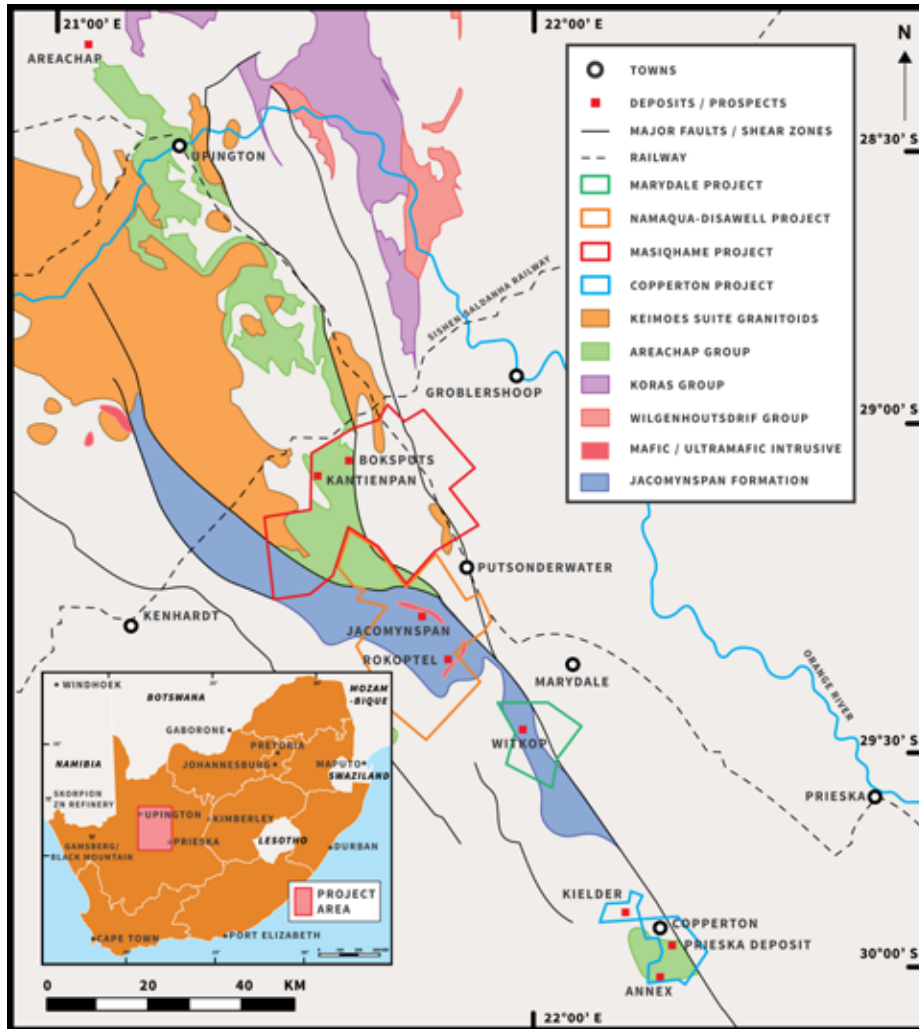 21°00' E
22°00' E
N
AREACHAP
TOWNS
DEPOSITS / PROSPECTS
MAJOR FAULTS / SHEAR ZONES
RAILWAY
MARYDALE PROJECT
NAMAQUA-DISAWELL PROJECT
MASIQHAME PROJECT
COPPERTON PROJECT
KEIMOES SUITE GRANITOIDS
AREACHAP GROUP
KORAS GROUP
WILGENHOUTSDRIF GROUP
MAFIC / ULTRAMAFIC INTRUSIVE
JACOMYNSPAN FORMATION
28°30' S
UPINGTON
SISHEN SALDANHA RAILWAY
GROBLERSHOOP
29°00' S
BOKSPUTS
KANTIENPAN
PUTSONDERWATER
KENHARDT
JACOMYNSPAN
ROKOPTEL
MARYDALE
ORANGE RIVER
WITKOP
29°30' S
PRIESKA
KIELDER
COPPERTON
PRIESKA DEPOSIT
ANNEX
30°00' S
22°00' E
WINDHOEK
BOTSWANA
MOZAM
-BIQUE
GABORONE
PRETORIA
NAMIBIA
JOHANNESBURG
MAPUTO
SWAZILAND
SKORPION
ZN REFINERY
UPINGTON
KIMBERLEY
GAMSBERG/
BLACK MOUNTAIN
PRIESKA
LESOTHO
DURBAN
PROJECT
AREA
CAPE TOWN
PORT ELIZABETH
0 20 40 KM